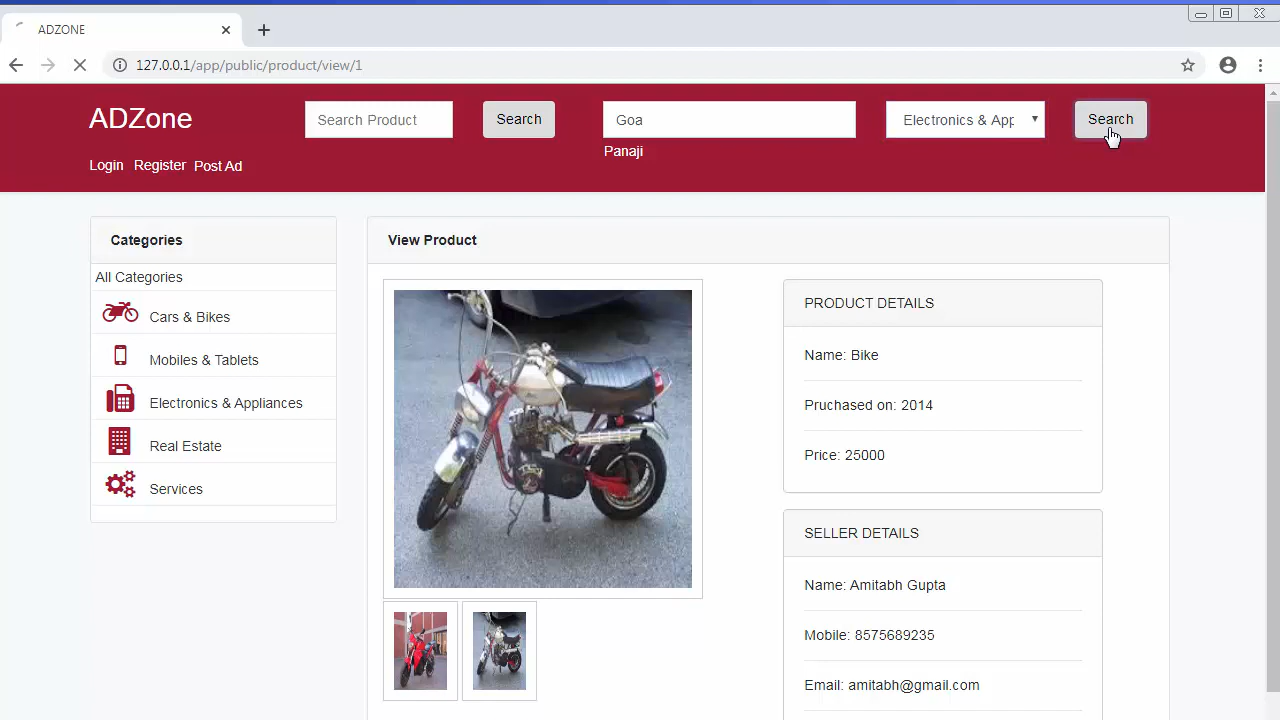 ADZONE
127.0.0.1/app/public/product/view/1
ADZone
Search Product
Search
Goa
Electronics & App
Search
Panaji
Login Register Post Ad
Categories
All Categories
Cars & Bikes
Mobiles & Tablets
Electronics & Appliances
Real Estate
Services
View Product
PRODUCT DETAILS
Name: Bike
Pruchased on: 2014
Price: 25000
SELLER DETAILS
Name: Amitabh Gupta
Mobile: 8575689235
Email: amitabh@gmail.com